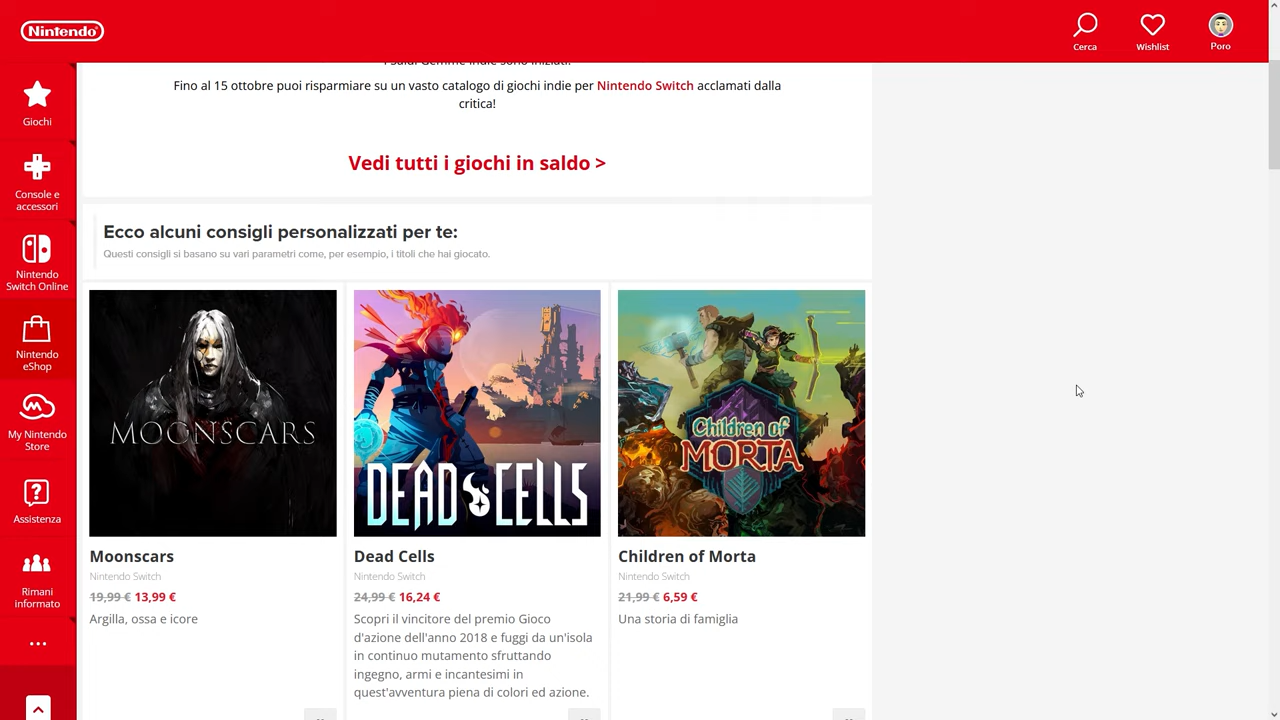 Nintendo
Cerca
Wishlist
Poro
Giochi
Console e
accessori
Nintendo
Switch Online
Nintendo
eShop
My Nintendo
Store
Assistenza
Rimani
informato
...
I Saldi Gemme indie sono iniziati!
Fino al 15 ottobre puoi risparmiare su un vasto catalogo di giochi indie per Nintendo Switch acclamati dalla
critica!
Vedi tutti i giochi in saldo >
Ecco alcuni consigli personalizzati per te:
Questi consigli si basano su vari parametri come, per esempio, i titoli che hai giocato.
MOONSCARS
DEAD CELLS
Children of
MORTA
Moonscars
Nintendo Switch
19,99 € 13,99 €
Argilla, ossa e icore
Dead Cells
Nintendo Switch
24,99 € 16,24 €
Scopri il vincitore del premio Gioco
d'azione dell'anno 2018 e fuggi da un'isola
in continuo mutamento sfruttando
ingegno, armi e incantesimi in
quest'avventura piena di colori ed azione.
Children of Morta
Nintendo Switch
21,99 € 6,59 €
Una storia di famiglia